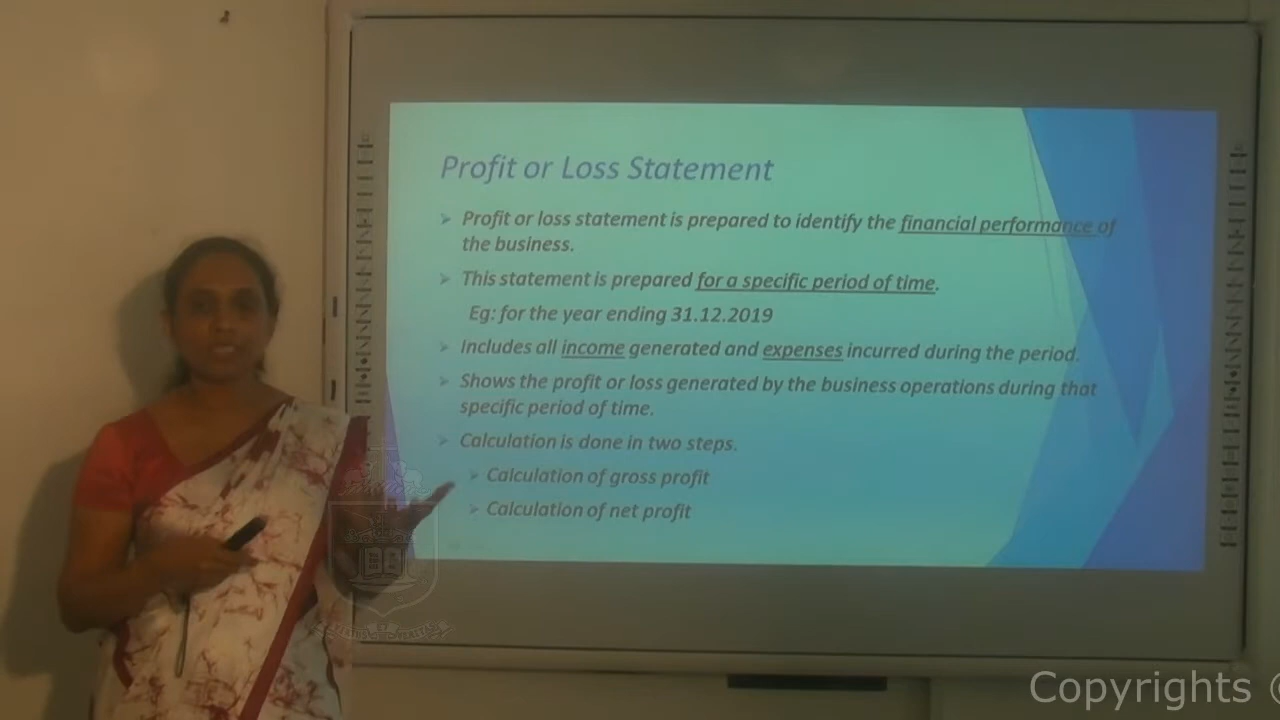 Profit or Loss Statement
Profit or loss statement is prepared to identify the financial performance of
the business.
This statement is prepared for a specific period of time.
Eg: for the year ending 31.12.2019
Includes all income generated and expenses incurred during the period.
Shows the profit or loss generated by the business operations during that
specific period of time.
Calculation is done in two steps.
Calculation of gross profit
Calculation of net profit
Copyrights ©